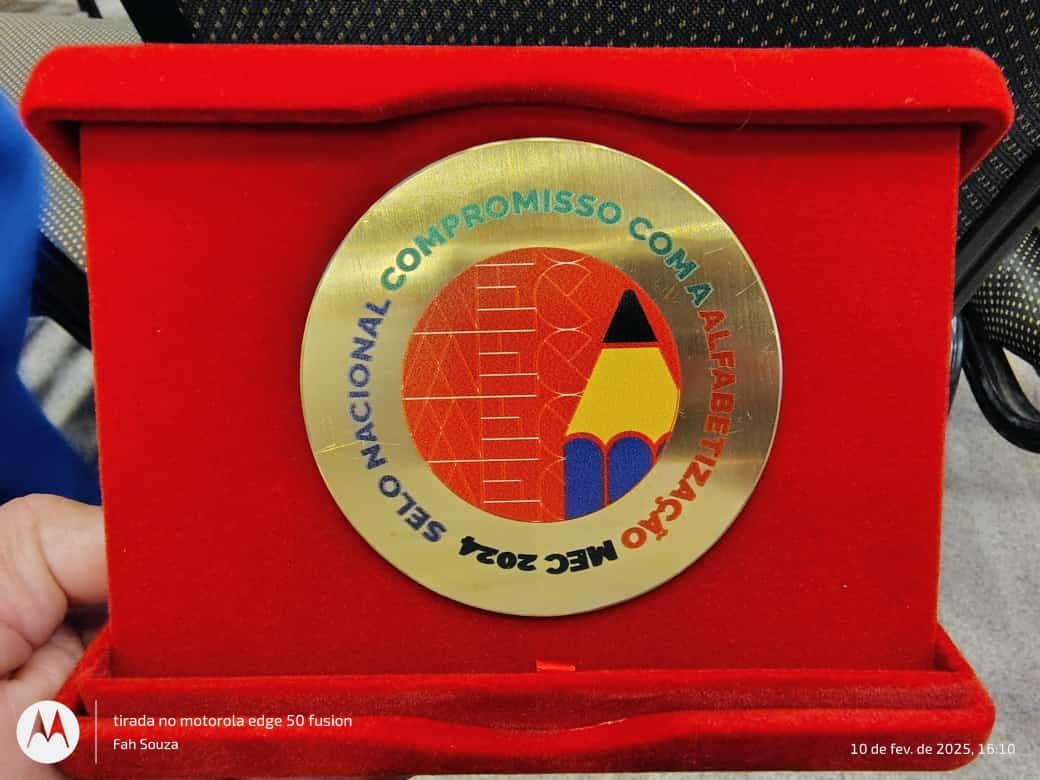 SELO NACIONAL COMPROMISSO COM A ALFABETIZAÇÃO MEC 2024
tirada no motorola edge 50 fusion
Fah Souza
10 de fev. de 2025, 16:10